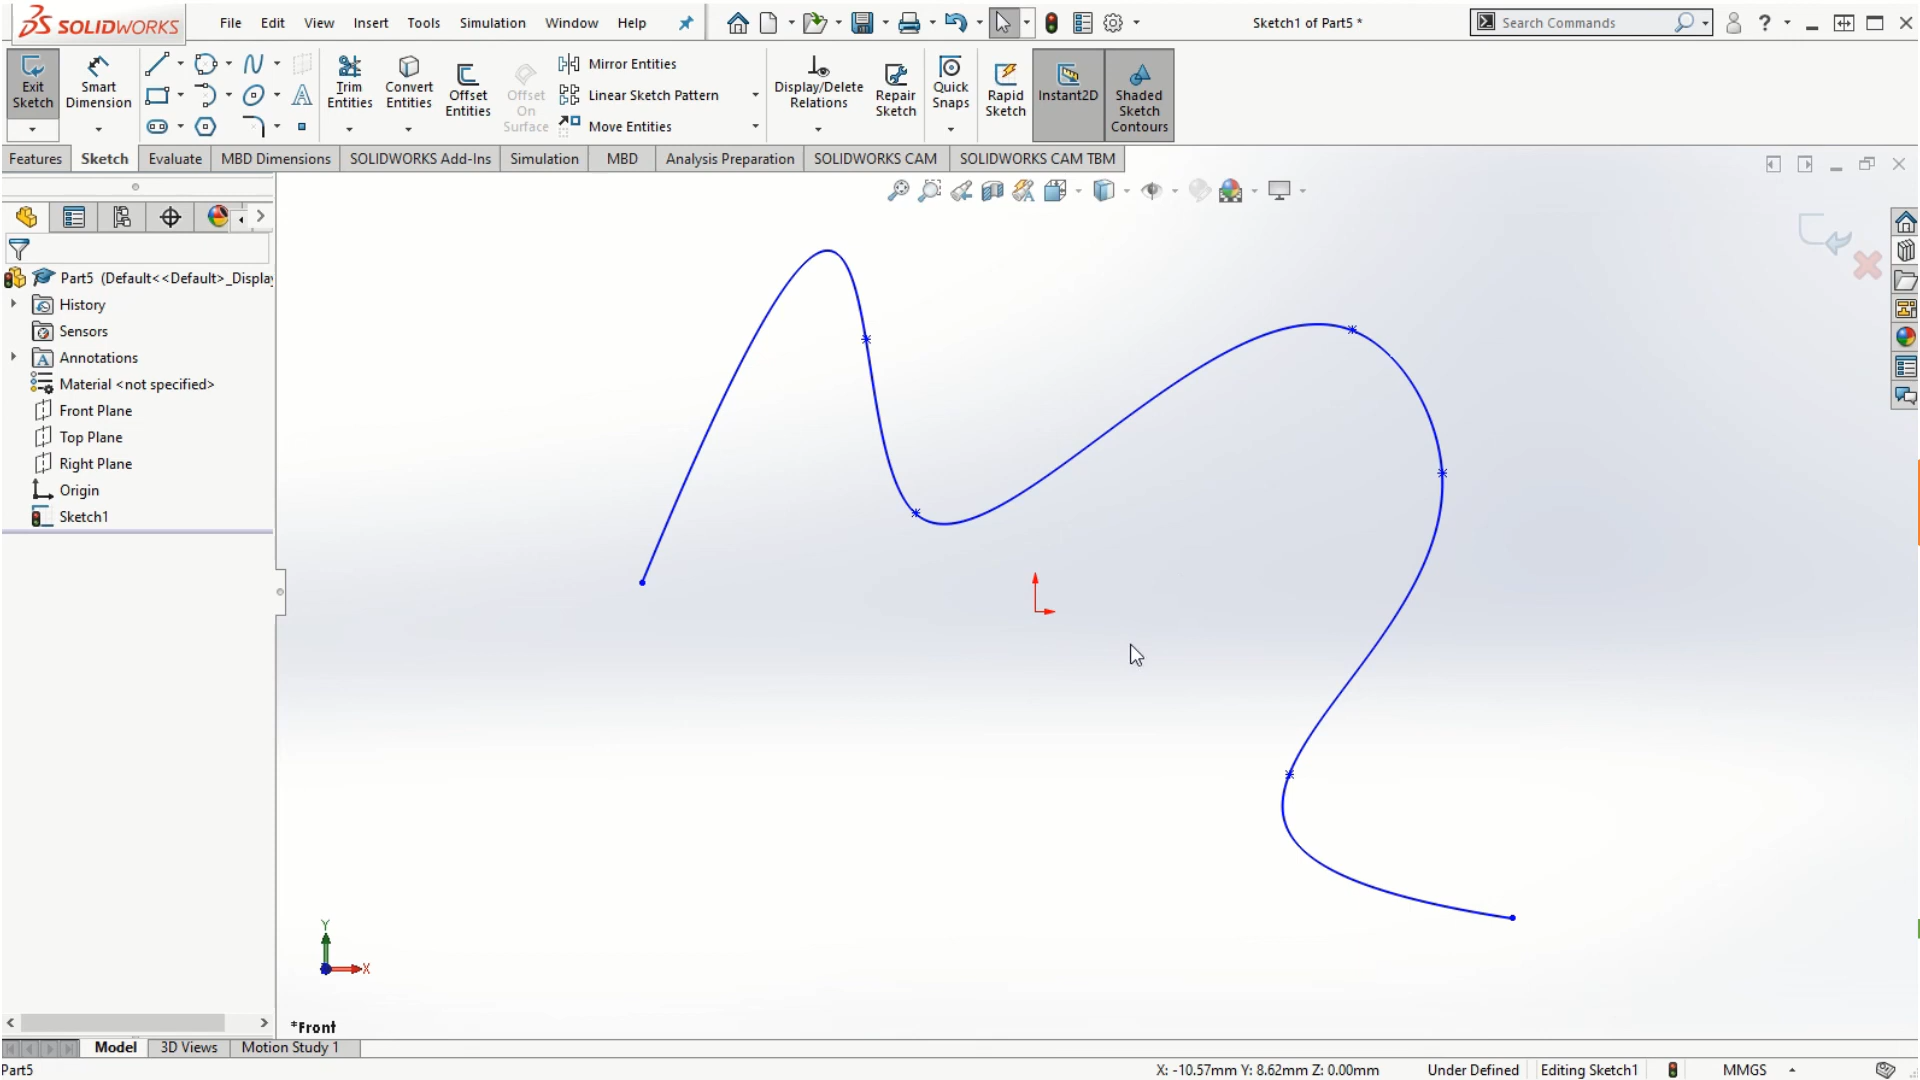 SOLIDWORKS File Edit View Insert Tools Simulation Window Help Sketch1 of Part5 * Search Commands ?
Exit Sketch
Smart Dimension
Trim Entities
Convert Entities
Offset Entities
Offset On Surface
Mirror Entities
Linear Sketch Pattern
Move Entities
Display/Delete Relations
Repair Sketch
Quick Snaps
Rapid Sketch
Instant2D
Shaded Sketch Contours
Features Sketch Evaluate MBD Dimensions SOLIDWORKS Add-Ins Simulation MBD Analysis Preparation SOLIDWORKS CAM SOLIDWORKS CAM TBM
Part5 (Default<<Default>_Displa
History
Sensors
Annotations
Material <not specified>
Front Plane
Top Plane
Right Plane
Origin
Sketch1
Y
X
*Front
Model 3D Views Motion Study 1
Part5 X: -10.57mm Y: 8.62mm Z: 0.00mm Under Defined Editing Sketch1 MMGS